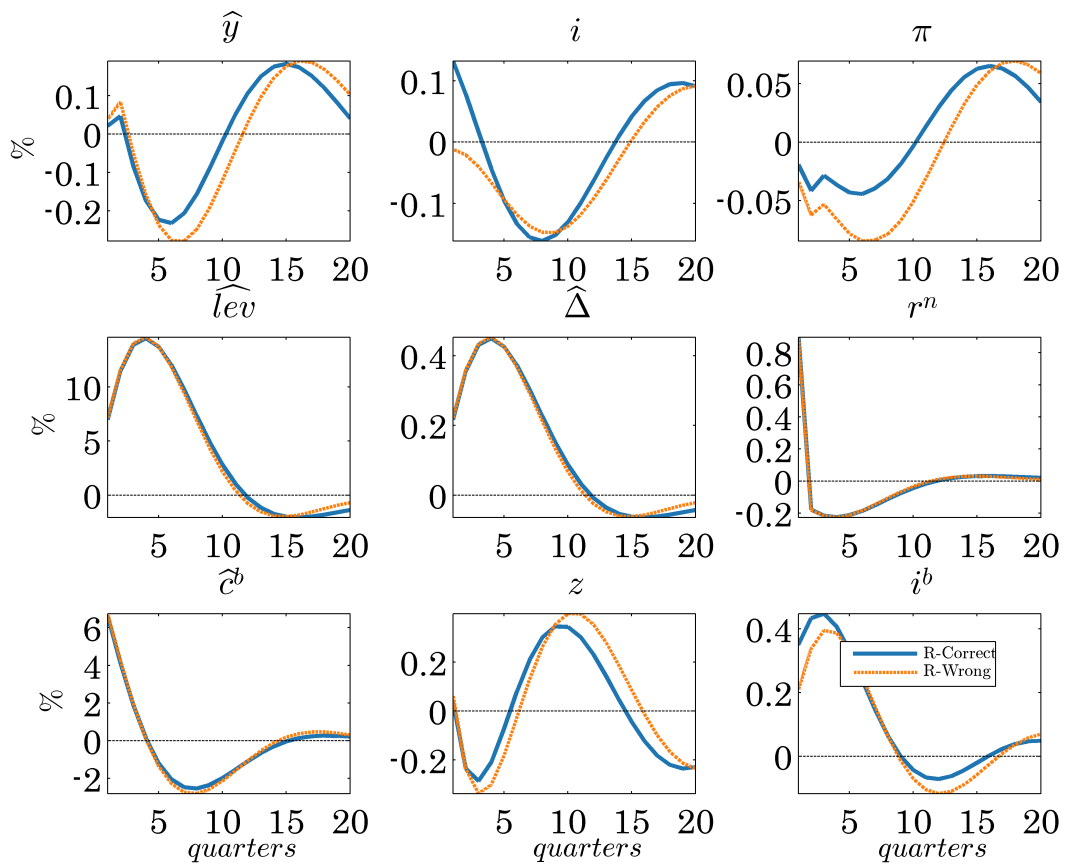 ŷ i π
0.1 0.1 0.05
% 0 0 0
-0.1 -0.1 -0.05
-0.2
5 10 15 20 5 10 15 20 5 10 15 20
l͡ev̂ Δ̂ rⁿ
10 0.4 0.8
% 5 0.2 0.6
0 0 0.4
0.2
0
-0.2
5 10 15 20 5 10 15 20 5 10 15 20
ĉᵇ z iᵇ
6 0.2 0.4
4 0 0.2
% 2 -0.2 0
0
-2
R-Correct
R-Wrong
5 10 15 20 5 10 15 20 5 10 15 20
quarters quarters quarters